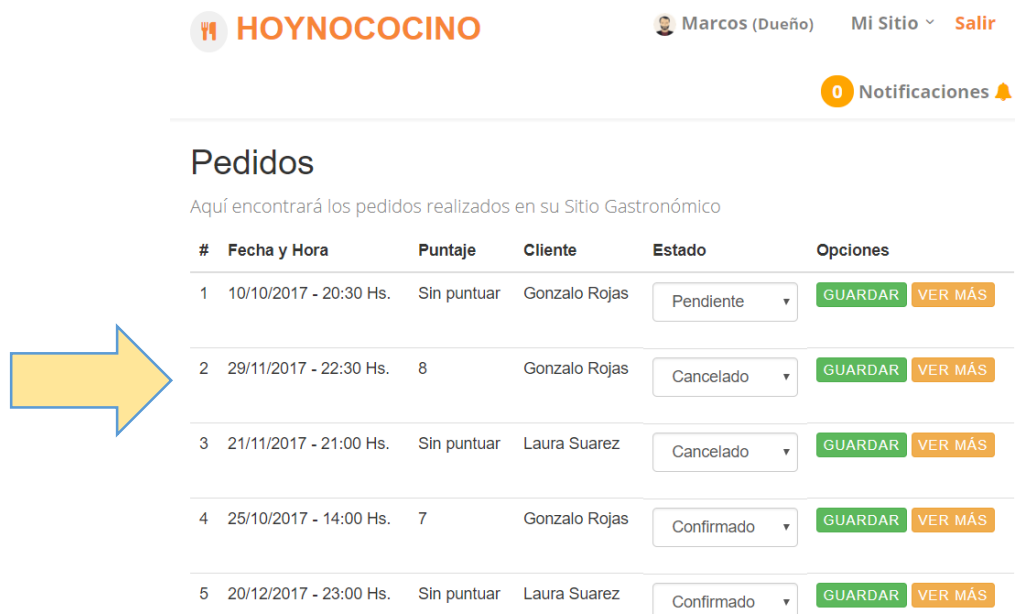 HOYNOCOCINO Marcos (Dueño) Mi Sitio Salir
0 Notificaciones
Pedidos
Aquí encontrará los pedidos realizados en su Sitio Gastronómico
# Fecha y Hora Puntaje Cliente Estado Opciones
1 10/10/2017 - 20:30 Hs. Sin puntuar Gonzalo Rojas Pendiente GUARDAR VER MÁS
2 29/11/2017 - 22:30 Hs. 8 Gonzalo Rojas Cancelado GUARDAR VER MÁS
3 21/11/2017 - 21:00 Hs. Sin puntuar Laura Suarez Cancelado GUARDAR VER MÁS
4 25/10/2017 - 14:00 Hs. 7 Gonzalo Rojas Confirmado GUARDAR VER MÁS
5 20/12/2017 - 23:00 Hs. Sin puntuar Laura Suarez Confirmado GUARDAR VER MÁS